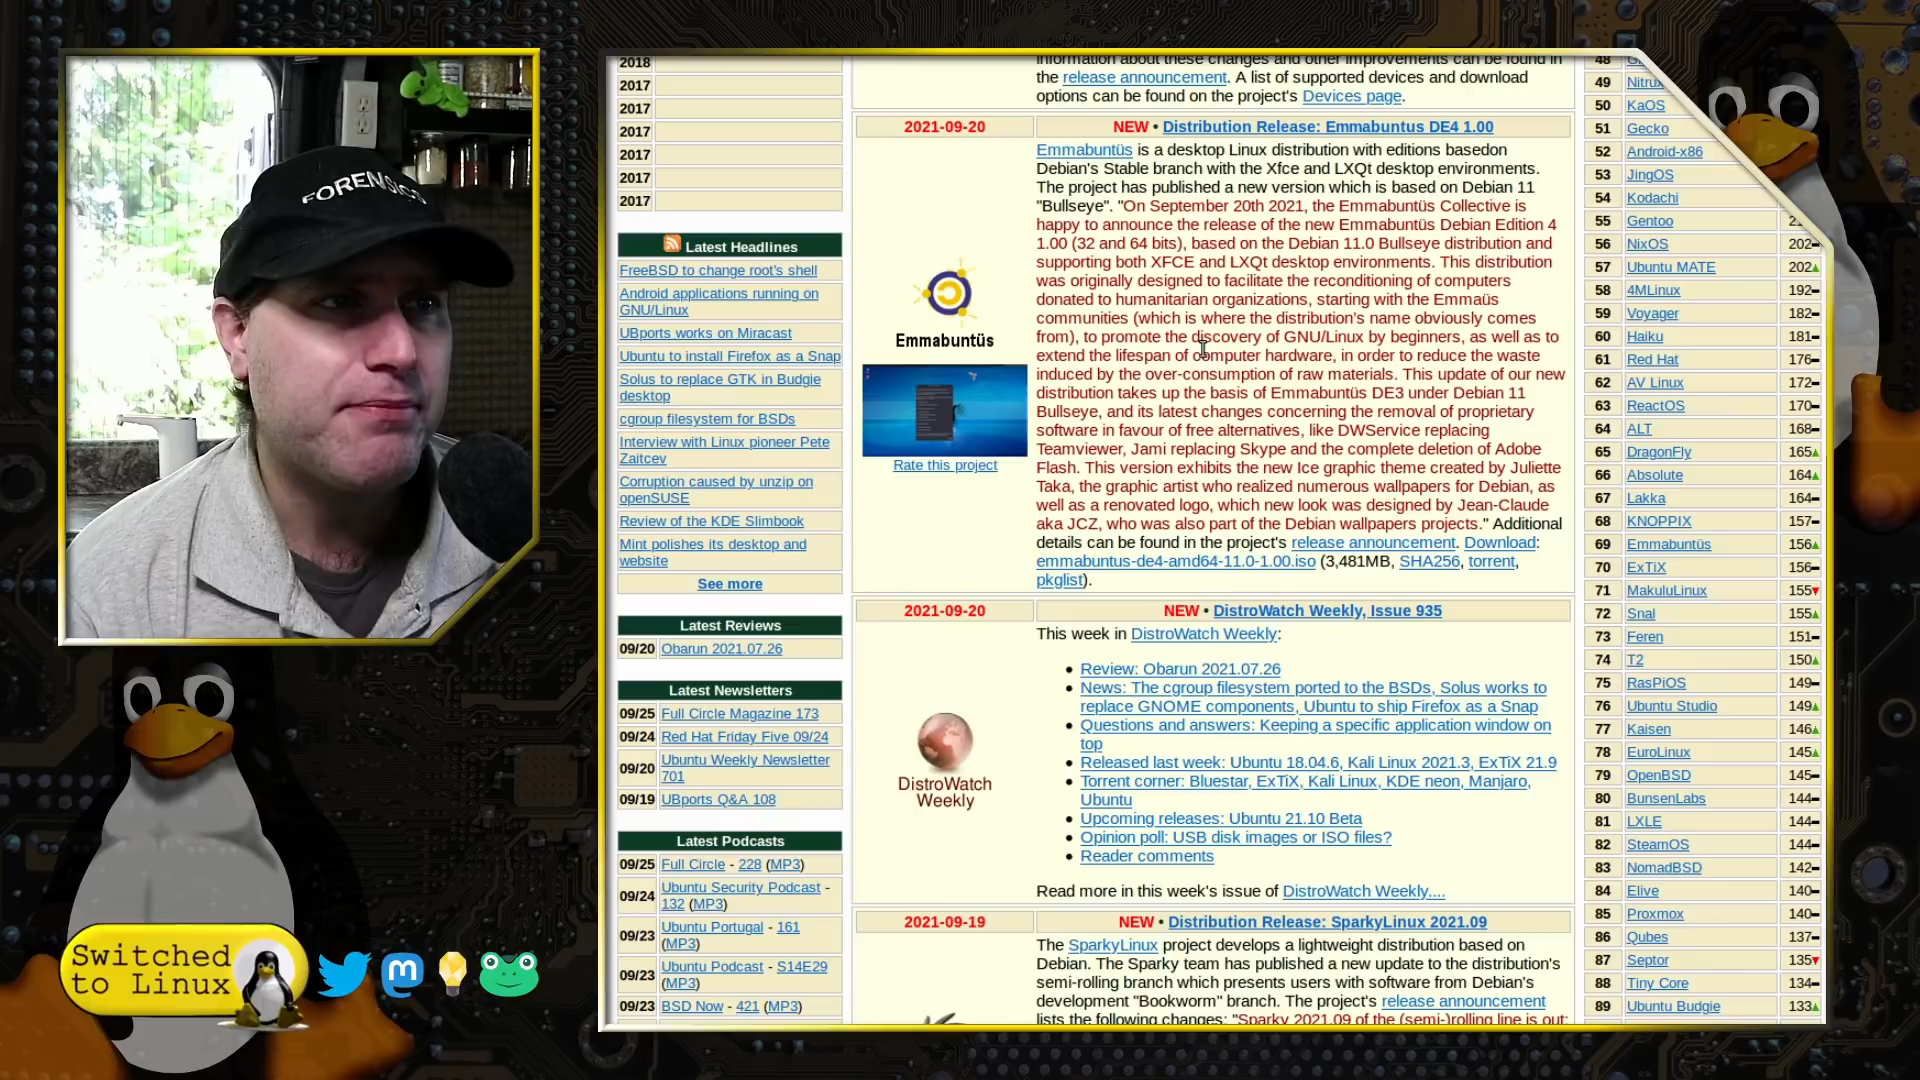 FORENSICS
Switched
to Linux
2018
2017
2017
2017
2017
2017
2017
Latest Headlines
FreeBSD to change root's shell
Android applications running on
GNU/Linux
UBports works on Miracast
Ubuntu to install Firefox as a Snap
Solus to replace GTK in Budgie
desktop
cgroup filesystem for BSDs
Interview with Linux pioneer Pete
Zaitcev
Corruption caused by unzip on
openSUSE
Review of the KDE Slimbook
Mint polishes its desktop and
website
See more
Latest Reviews
09/20 Obarun 2021.07.26
Latest Newsletters
09/25 Full Circle Magazine 173
09/24 Red Hat Friday Five 09/24
09/20 Ubuntu Weekly Newsletter
701
09/19 UBports Q&A 108
Latest Podcasts
09/25 Full Circle - 228 (MP3)
09/24 Ubuntu Security Podcast -
132 (MP3)
09/23 Ubuntu Portugal - 161
(MP3)
09/23 Ubuntu Podcast - S14E29
(MP3)
09/23 BSD Now - 421 (MP3)
information about these changes and other improvements can be found in
the release announcement. A list of supported devices and download
options can be found on the project's Devices page.
2021-09-20 NEW • Distribution Release: Emmabuntus DE4 1.00
Emmabuntüs
Rate this project
Emmabuntüs is a desktop Linux distribution with editions basedon
Debian's Stable branch with the Xfce and LXQt desktop environments.
The project has published a new version which is based on Debian 11
"Bullseye". "On September 20th 2021, the Emmabuntüs Collective is
happy to announce the release of the new Emmabuntüs Debian Edition 4
1.00 (32 and 64 bits), based on the Debian 11.0 Bullseye distribution and
supporting both XFCE and LXQt desktop environments. This distribution
was originally designed to facilitate the reconditioning of computers
donated to humanitarian organizations, starting with the Emmaüs
communities (which is where the distribution's name obviously comes
from), to promote the discovery of GNU/Linux by beginners, as well as to
extend the lifespan of computer hardware, in order to reduce the waste
induced by the over-consumption of raw materials. This update of our new
distribution takes up the basis of Emmabuntüs DE3 under Debian 11
Bullseye, and its latest changes concerning the removal of proprietary
software in favour of free alternatives, like DWService replacing
Teamviewer, Jami replacing Skype and the complete deletion of Adobe
Flash. This version exhibits the new Ice graphic theme created by Juliette
Taka, the graphic artist who realized numerous wallpapers for Debian, as
well as a renovated logo, which new look was designed by Jean-Claude
aka JCZ, who was also part of the Debian wallpapers projects." Additional
details can be found in the project's release announcement. Download:
emmabuntus-de4-amd64-11.0-1.00.iso (3,481MB, SHA256, torrent,
pkglist).
2021-09-20 NEW • DistroWatch Weekly, Issue 935
DistroWatch
Weekly
This week in DistroWatch Weekly:
• Review: Obarun 2021.07.26
• News: The cgroup filesystem ported to the BSDs, Solus works to
replace GNOME components, Ubuntu to ship Firefox as a Snap
• Questions and answers: Keeping a specific application window on
top
• Released last week: Ubuntu 18.04.6, Kali Linux 2021.3, ExTiX 21.9
• Torrent corner: Bluestar, ExTiX, Kali Linux, KDE neon, Manjaro,
Ubuntu
• Upcoming releases: Ubuntu 21.10 Beta
• Opinion poll: USB disk images or ISO files?
• Reader comments
Read more in this week's issue of DistroWatch Weekly....
2021-09-19 NEW • Distribution Release: SparkyLinux 2021.09
The SparkyLinux project develops a lightweight distribution based on
Debian. The Sparky team has published a new update to the distribution's
semi-rolling branch which presents users with software from Debian's
development "Bookworm" branch. The project's release announcement
lists the following changes: "Sparky 2021.09 of the (semi-)rolling line is out;
48
49 Nitrux
50 KaOS
51 Gecko
52 Android-x86
53 JingOS
54 Kodachi
55 Gentoo
56 NixOS 202
57 Ubuntu MATE 202
58 4MLinux 192
59 Voyager 182
60 Haiku 181
61 Red Hat 176
62 AV Linux 172
63 ReactOS 170
64 ALT 168
65 DragonFly 165
66 Absolute 164
67 Lakka 164
68 KNOPPIX 157
69 Emmabuntüs 156
70 ExTiX 156
71 MakuluLinux 155
72 Snal 155
73 Feren 151
74 T2 150
75 RasPiOS 149
76 Ubuntu Studio 149
77 Kaisen 146
78 EuroLinux 145
79 OpenBSD 145
80 BunsenLabs 144
81 LXLE 144
82 SteamOS 144
83 NomadBSD 142
84 Elive 140
85 Proxmox 140
86 Qubes 137
87 Septor 135
88 Tiny Core 134
89 Ubuntu Budgie 133